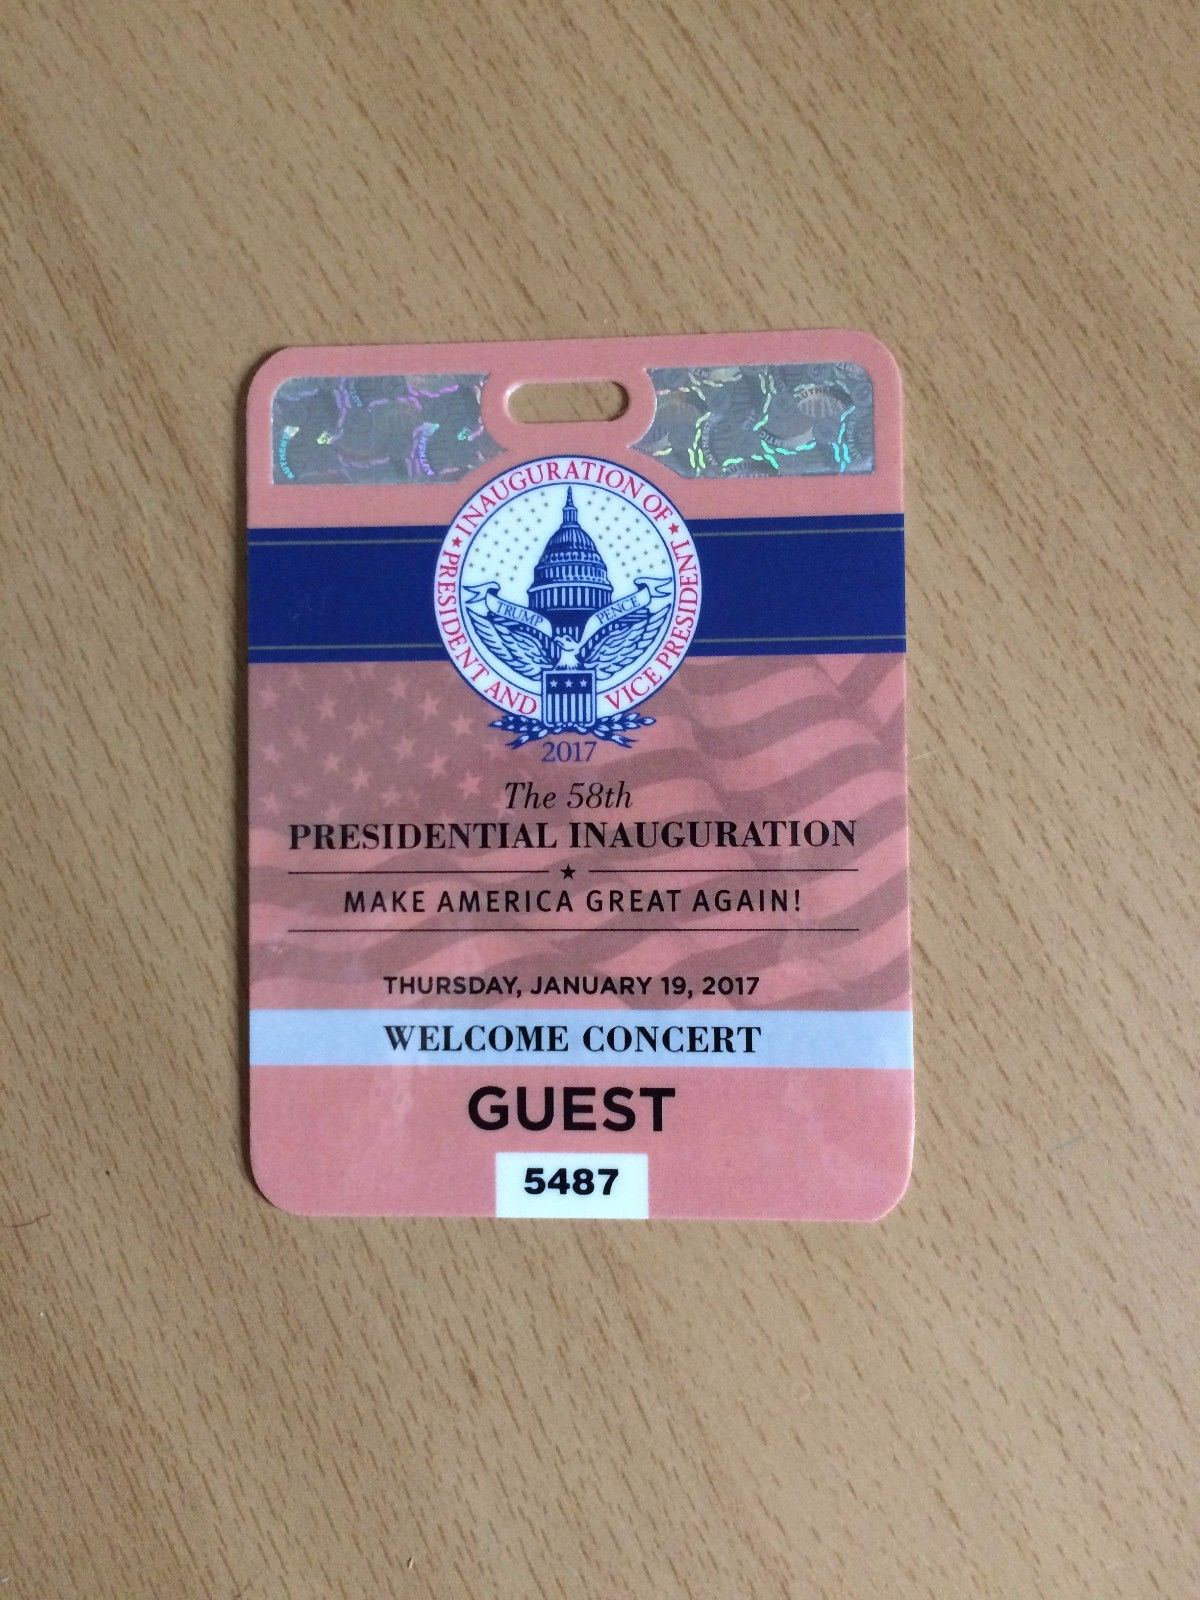 INAUGURATION OF
★ PRESIDENT AND
VICE PRESIDENT ★
TRUMP
PENCE
2017
The 58th
PRESIDENTIAL INAUGURATION
MAKE AMERICA GREAT AGAIN!
THURSDAY, JANUARY 19, 2017
WELCOME CONCERT
GUEST
5487